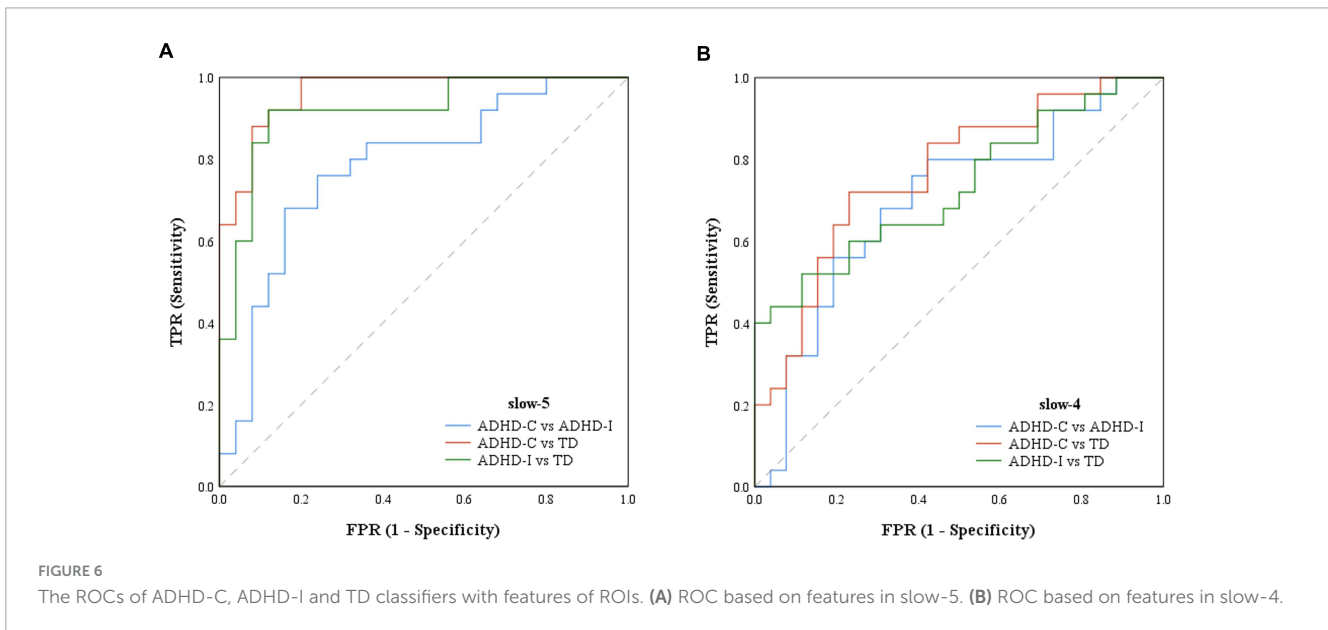 A
1.0
0.8
0.6
0.4
0.2
0.0
TPR (Sensitivity)
slow-5
ADHD-C vs ADHD-I
ADHD-C vs TD
ADHD-I vs TD
0.0 0.2 0.4 0.6 0.8 1.0
FPR (1 - Specificity)
B
1.0
0.8
0.6
0.4
0.2
0.0
TPR (Sensitivity)
slow-4
ADHD-C vs ADHD-I
ADHD-C vs TD
ADHD-I vs TD
0.0 0.2 0.4 0.6 0.8 1.0
FPR (1 - Specificity)
FIGURE 6
The ROCs of ADHD-C, ADHD-I and TD classifiers with features of ROIs. (A) ROC based on features in slow-5. (B) ROC based on features in slow-4.